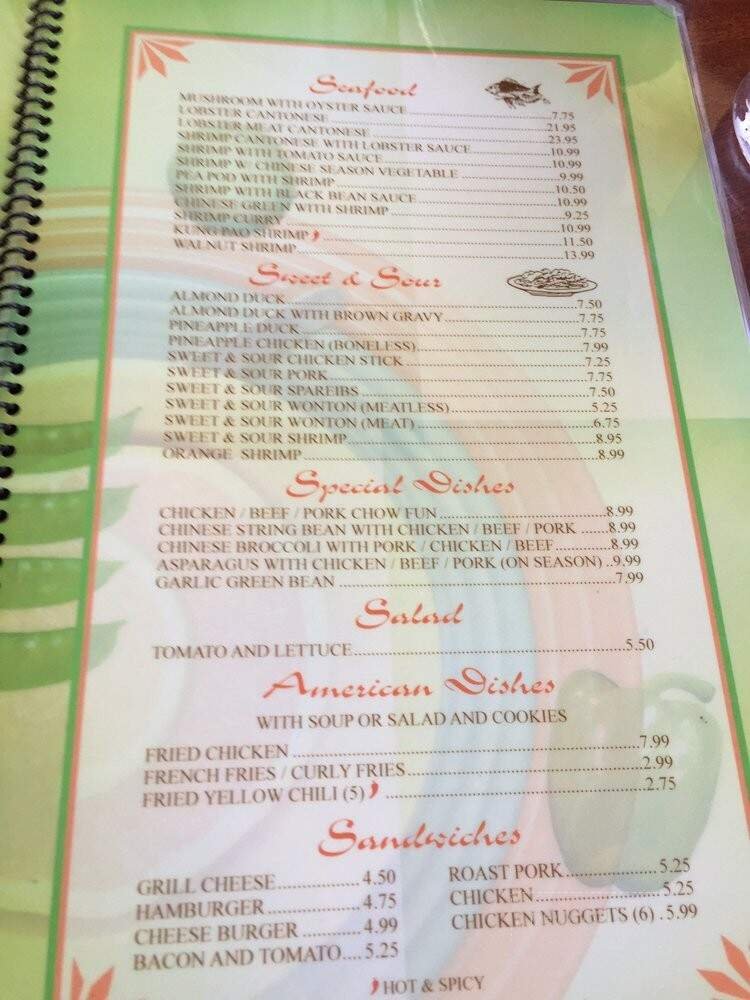 Seafood
MUSHROOM WITH OYSTER SAUCE 7.75
LOBSTER CANTONESE 21.95
LOBSTER MEAT CANTONESE 23.95
SHRIMP CANTONESE WITH LOBSTER SAUCE 10.99
SHRIMP WITH TOMATO SAUCE 10.99
SHRIMP W/ CHINESE SEASON VEGETABLE 9.99
PEA POD WITH SHRIMP 10.50
SHRIMP WITH BLACK BEAN SAUCE 10.99
CHINESE GREEN WITH SHRIMP 9.25
SHRIMP CURRY 10.99
KUNG PAO SHRIMP 11.50
WALNUT SHRIMP 13.99
Sweet & Sour
ALMOND DUCK 7.50
ALMOND DUCK WITH BROWN GRAVY 7.75
PINEAPPLE DUCK 7.75
PINEAPPLE CHICKEN (BONELESS) 7.99
SWEET & SOUR CHICKEN STICK 7.25
SWEET & SOUR PORK 7.75
SWEET & SOUR SPAREIBS 7.50
SWEET & SOUR WONTON (MEATLESS) 5.25
SWEET & SOUR WONTON (MEAT) 6.75
SWEET & SOUR SHRIMP 8.95
ORANGE SHRIMP 8.99
Special Dishes
CHICKEN / BEEF / PORK CHOW FUN 8.99
CHINESE STRING BEAN WITH CHICKEN / BEEF / PORK 8.99
CHINESE BROCCOLI WITH PORK / CHICKEN / BEEF 8.99
ASPARAGUS WITH CHICKEN / BEEF / PORK (ON SEASON) 9.99
GARLIC GREEN BEAN 7.99
Salad
TOMATO AND LETTUCE 5.50
American Dishes
WITH SOUP OR SALAD AND COOKIES
FRIED CHICKEN 7.99
FRENCH FRIES / CURLY FRIES 2.99
FRIED YELLOW CHILI (5) 2.75
Sandwiches
GRILL CHEESE 4.50
HAMBURGER 4.75
CHEESE BURGER 4.99
BACON AND TOMATO 5.25
ROAST PORK 5.25
CHICKEN 5.25
CHICKEN NUGGETS (6) 5.99
HOT & SPICY